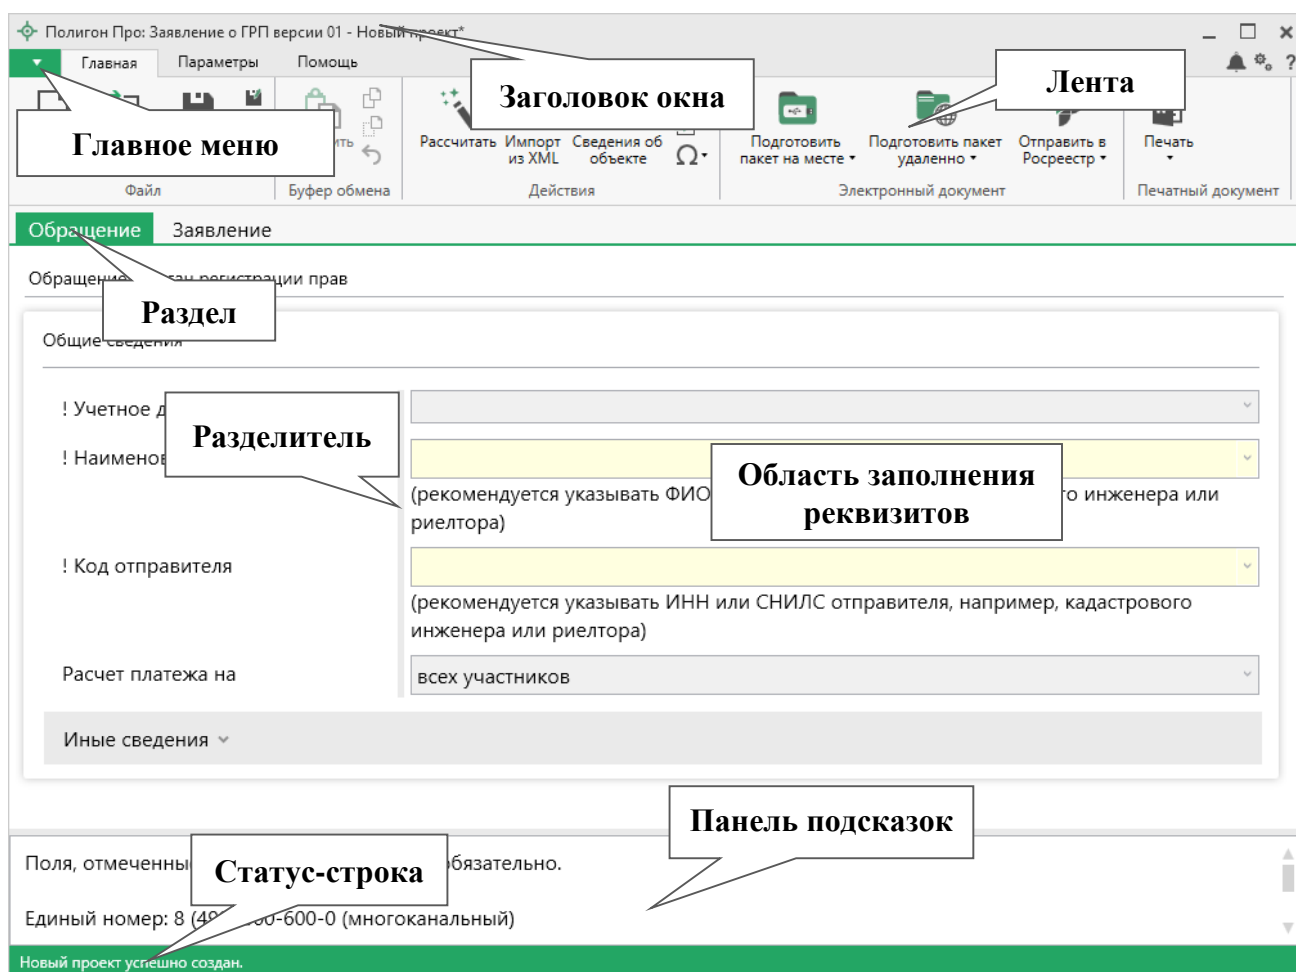 Полигон Про: Заявление о ГРП версии 01 - Новый проект*
Главная Параметры Помощь
Заголовок окна
Лента
Главное меню
Рассчитать Импорт из XML Сведения об объекте
Подготовить пакет на месте
Подготовить пакет удаленно
Отправить в Росреестр
Печать
Файл Буфер обмена Действия Электронный документ Печатный документ
Обращение Заявление
Обращение регистрации прав
Раздел
Общие сведения
! Учетное
Разделитель
! Наименов
Область заполнения
реквизитов
(рекомендуется указывать ФИО инженера или
риелтора)
! Код отправителя
(рекомендуется указывать ИНН или СНИЛС отправителя, например, кадастрового
инженера или риелтора)
Расчет платежа на всех участников
Иные сведения
Панель подсказок
Поля, отмеченны обязательно.
Статус-строка
Единый номер: 8 -600-0 (многоканальный)
Новый проект успешно создан.